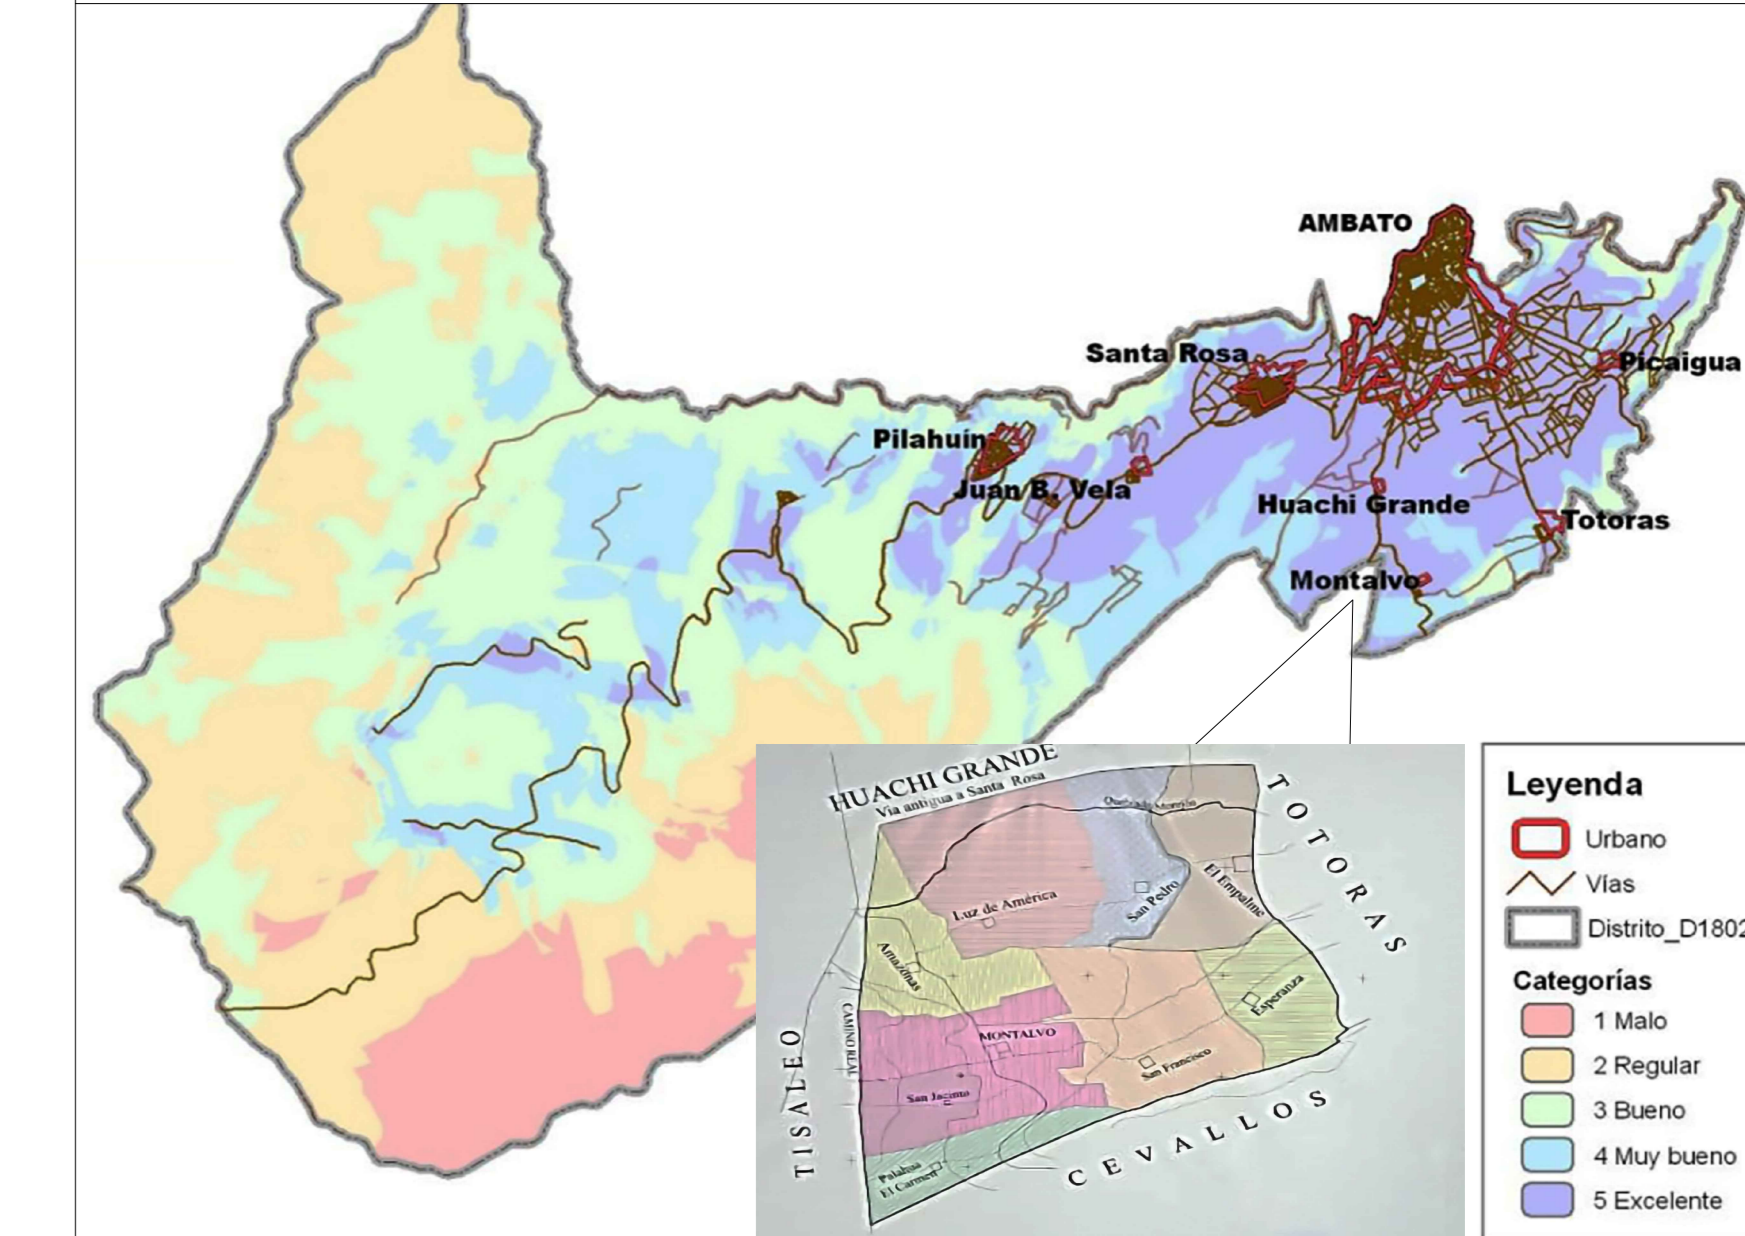 AMBATO
Santa Rosa
Picaigua
Pilahuín
Juan B. Vela
Huachi Grande
Totoras
Montalvo
HUACHI GRANDE
Vía antigua a Santa Rosa
Quebrada
TOTORAS
Luz de América
San Pedro
El Empalme
Amazonas
Esperanza
CAMINO REAL
MONTALVO
San Francisco
San Jacinto
TISALEO
CEVALLOS
Palahua
El Carmen
Leyenda
Urbano
Vías
Distrito_D1802
Categorías
1 Malo
2 Regular
3 Bueno
4 Muy bueno
5 Excelente